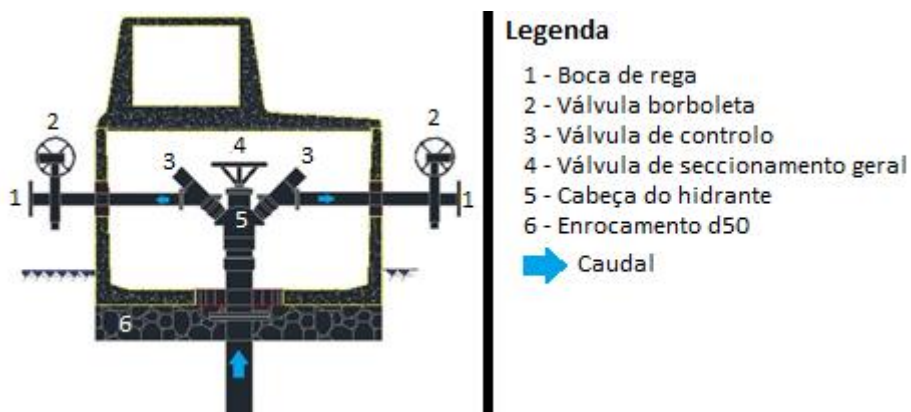 2
2
4
3
3
1
1
5
6
Legenda
1 - Boca de rega
2 - Válvula borboleta
3 - Válvula de controlo
4 - Válvula de seccionamento geral
5 - Cabeça do hidrante
6 - Enrocamento d50
Caudal